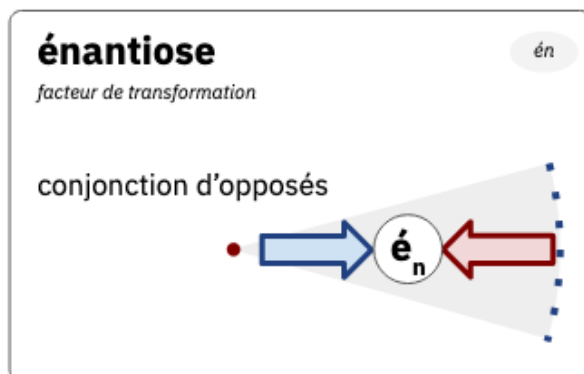 énantiose
én
facteur de transformation
conjonction d'opposés
én